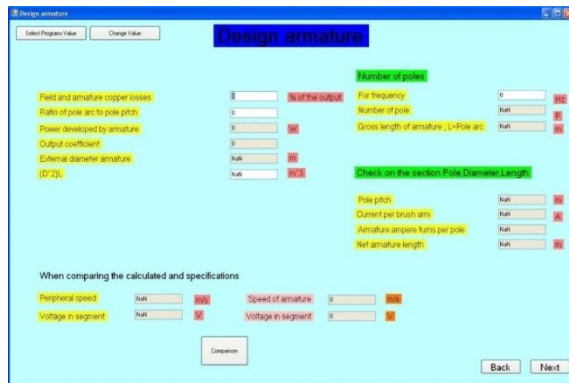 Design armature
Select Programs Value
Change Value
Design armature
Field and armature copper losses 0 % of the output
Ratio of pole arc to pole pitch 0
Power developed by armature 0 W
Output coefficient 0
External diameter armature NaN m
(D^2)L NaN m^3
Number of poles
For frequency 0 Hz
Number of pole NaN P
Gross length of armature ; L=Pole arc NaN m
Check on the section Pole,Diameter,Length
Pole pitch NaN m
Current per brush arm NaN A
Armature ampere turns per pole NaN
Net armature length NaN m
When comparing the calculated and specifications
Peripheral speed NaN m/s Speed of armature 0 m/s
Voltage in segment NaN V Voltage in segment 0 V
Comparison
Back Next